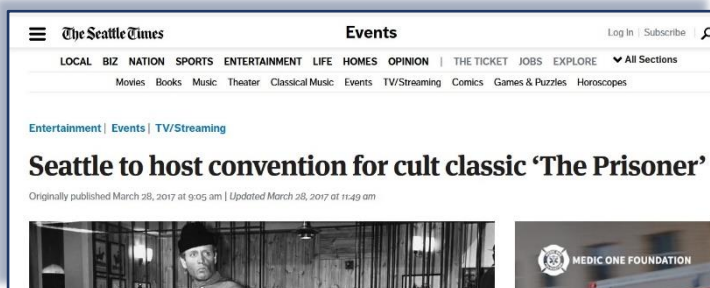 The Seattle Times
Events
Log In | Subscribe
LOCAL BIZ NATION SPORTS ENTERTAINMENT LIFE HOMES OPINION | THE TICKET JOBS EXPLORE All Sections
Movies Books Music Theater Classical Music Events TV/Streaming Comics Games & Puzzles Horoscopes
Entertainment | Events | TV/Streaming
Seattle to host convention for cult classic ‘The Prisoner’
Originally published March 28, 2017 at 9:05 am | Updated March 28, 2017 at 11:49 am
MEDIC ONE FOUNDATION